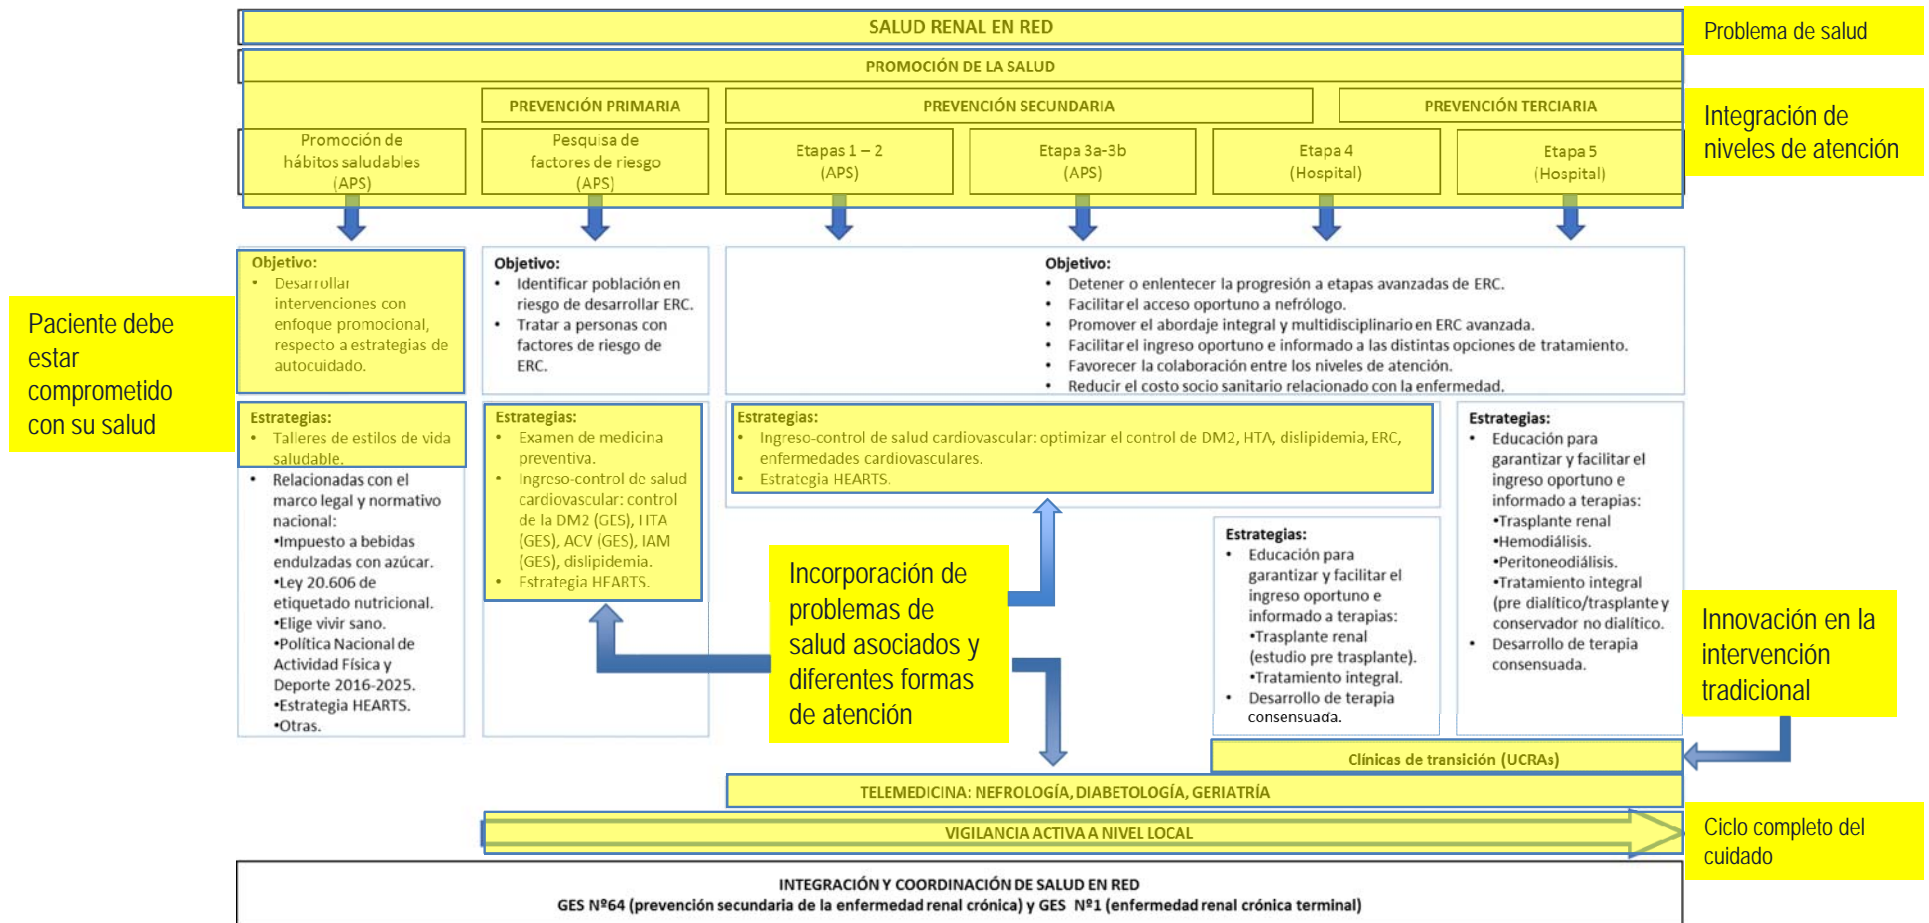 SALUD RENAL EN RED
Problema de salud
PROMOCIÓN DE LA SALUD
PREVENCIÓN PRIMARIA
PREVENCIÓN SECUNDARIA
PREVENCIÓN TERCIARIA
Integración de
niveles de atención
Promoción de
hábitos saludables
(APS)
Pesquisa de
factores de riesgo
(APS)
Etapas 1 – 2
(APS)
Etapa 3a-3b
(APS)
Etapa 4
(Hospital)
Etapa 5
(Hospital)
Paciente debe
estar
comprometido
con su salud
Objetivo:
• Desarrollar
intervenciones con
enfoque promocional,
respecto a estrategias de
autocuidado.
Objetivo:
• Identificar población en
riesgo de desarrollar ERC.
• Tratar a personas con
factores de riesgo de
ERC.
Objetivo:
• Detener o enlentecer la progresión a etapas avanzadas de ERC.
• Facilitar el acceso oportuno a nefrólogo.
• Promover el abordaje integral y multidisciplinario en ERC avanzada.
• Facilitar el ingreso oportuno e informado a las distintas opciones de tratamiento.
• Favorecer la colaboración entre los niveles de atención.
• Reducir el costo socio sanitario relacionado con la enfermedad.
Estrategias:
• Talleres de estilos de vida
saludable.
• Relacionadas con el
marco legal y normativo
nacional:
•Impuesto a bebidas
endulzadas con azúcar.
•Ley 20.606 de
etiquetado nutricional.
•Elige vivir sano.
•Política Nacional de
Actividad Física y
Deporte 2016-2025.
•Estrategia HEARTS.
•Otras.
Estrategias:
• Examen de medicina
preventiva.
• Ingreso-control de salud
cardiovascular: control
de la DM2 (GES), HTA
(GES), ACV (GES), IAM
(GES), dislipidemia.
• Estrategia HEARTS.
Estrategias:
• Ingreso-control de salud cardiovascular: optimizar el control de DM2, HTA, dislipidemia, ERC,
enfermedades cardiovasculares.
• Estrategia HEARTS.
Incorporación de
problemas de
salud asociados y
diferentes formas
de atención
Estrategias:
• Educación para
garantizar y facilitar el
ingreso oportuno e
informado a terapias:
•Trasplante renal
(estudio pre trasplante).
•Tratamiento integral.
• Desarrollo de terapia
consensuada.
Estrategias:
• Educación para
garantizar y facilitar el
ingreso oportuno e
informado a terapias:
•Trasplante renal
•Hemodiálisis.
•Peritoneodiálisis.
•Tratamiento integral
(pre dialítico/trasplante y
conservador no dialítico.
• Desarrollo de terapia
consensuada.
Innovación en la
intervención
tradicional
Clínicas de transición (UCRAs)
TELEMEDICINA: NEFROLOGÍA, DIABETOLOGÍA, GERIATRÍA
VIGILANCIA ACTIVA A NIVEL LOCAL
Ciclo completo del
cuidado
INTEGRACIÓN Y COORDINACIÓN DE SALUD EN RED
GES Nº64 (prevención secundaria de la enfermedad renal crónica) y GES Nº1 (enfermedad renal crónica terminal)